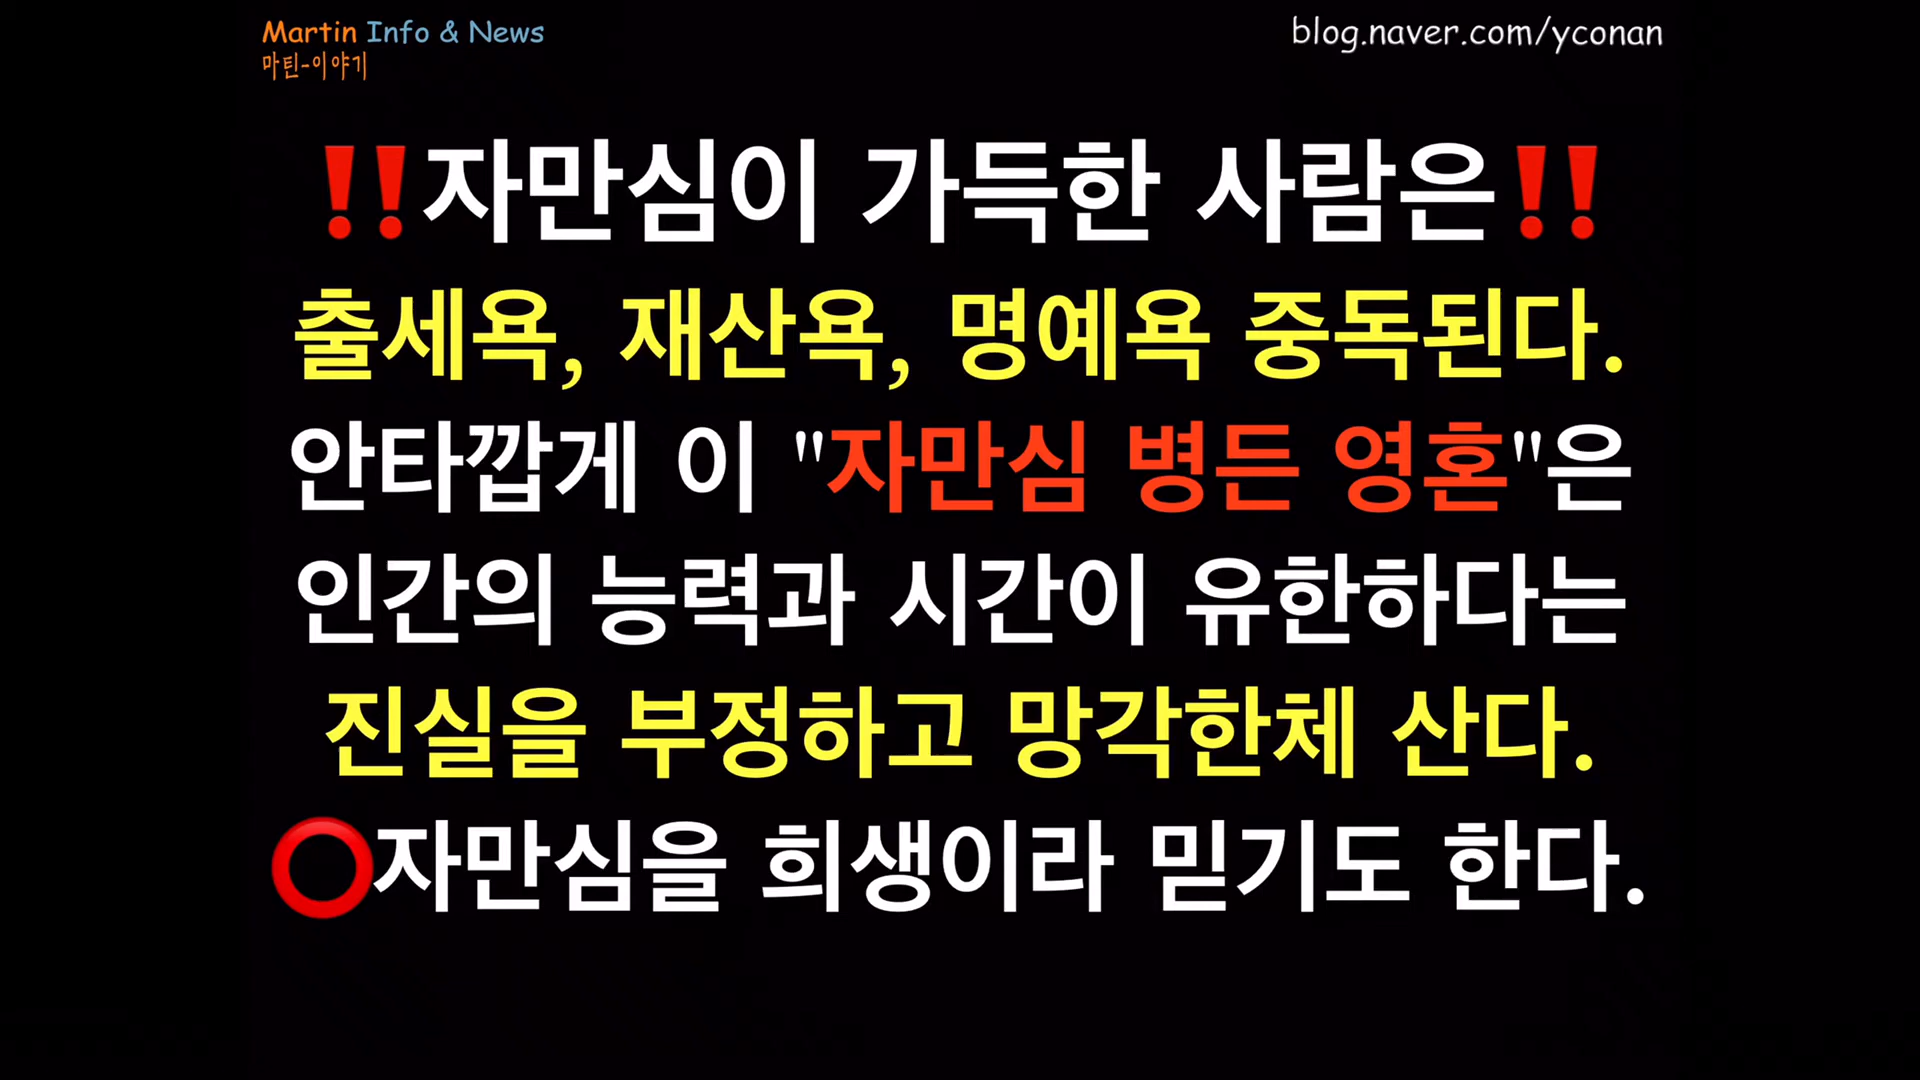 Martin Info & News
마틴-이야기
blog.naver.com/yconan
‼️자만심이 가득한 사람은‼️
출세욕, 재산욕, 명예욕 중독된다.
안타깝게 이 "자만심 병든 영혼"은
인간의 능력과 시간이 유한하다는
진실을 부정하고 망각한체 산다.
⭕자만심을 희생이라 믿기도 한다.